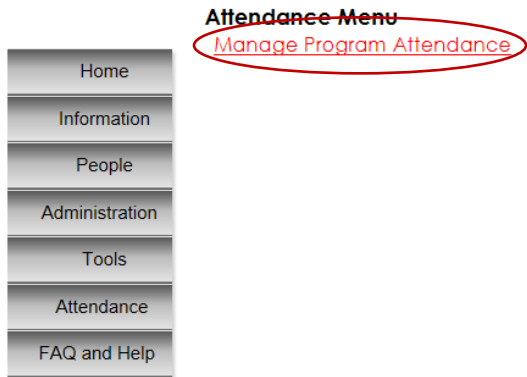 Attendance Menu
Manage Program Attendance
Home
Information
People
Administration
Tools
Attendance
FAQ and Help